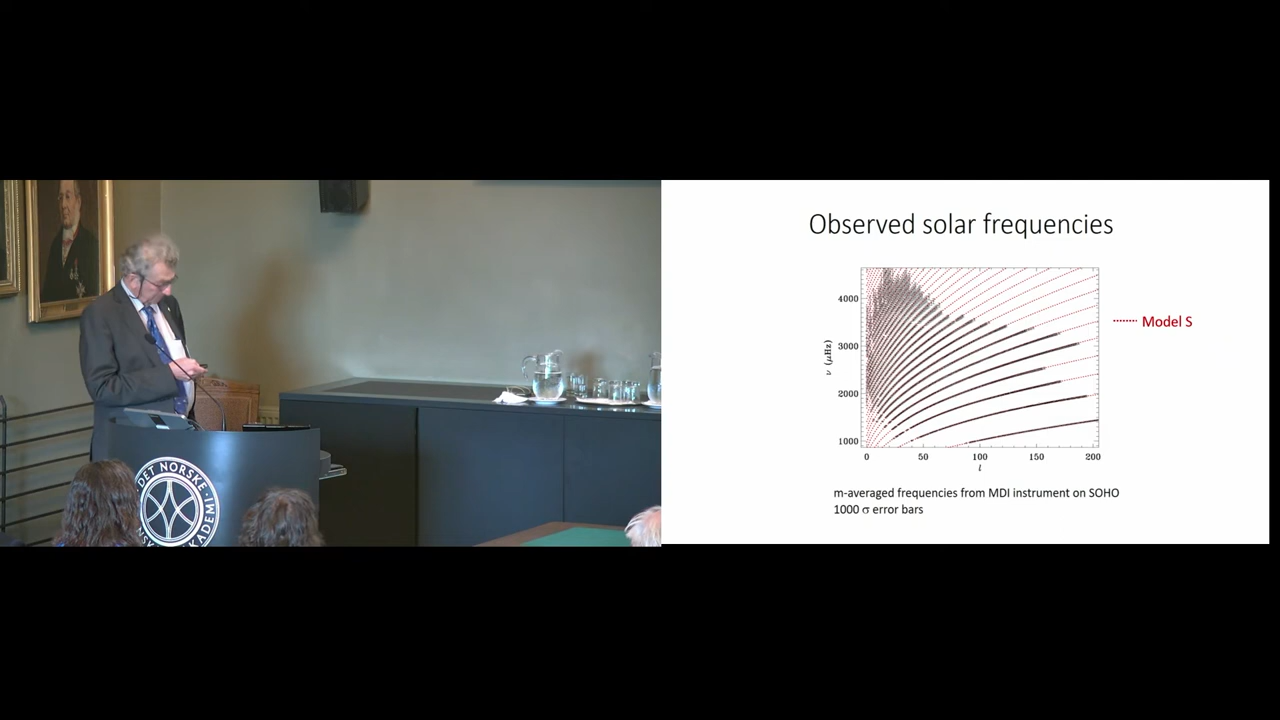 DET NORSKE
AKADEMI
Observed solar frequencies
4000
3000
2000
1000
ν (μHz)
0 50 100 150 200
l
Model S
m-averaged frequencies from MDI instrument on SOHO
1000 σ error bars